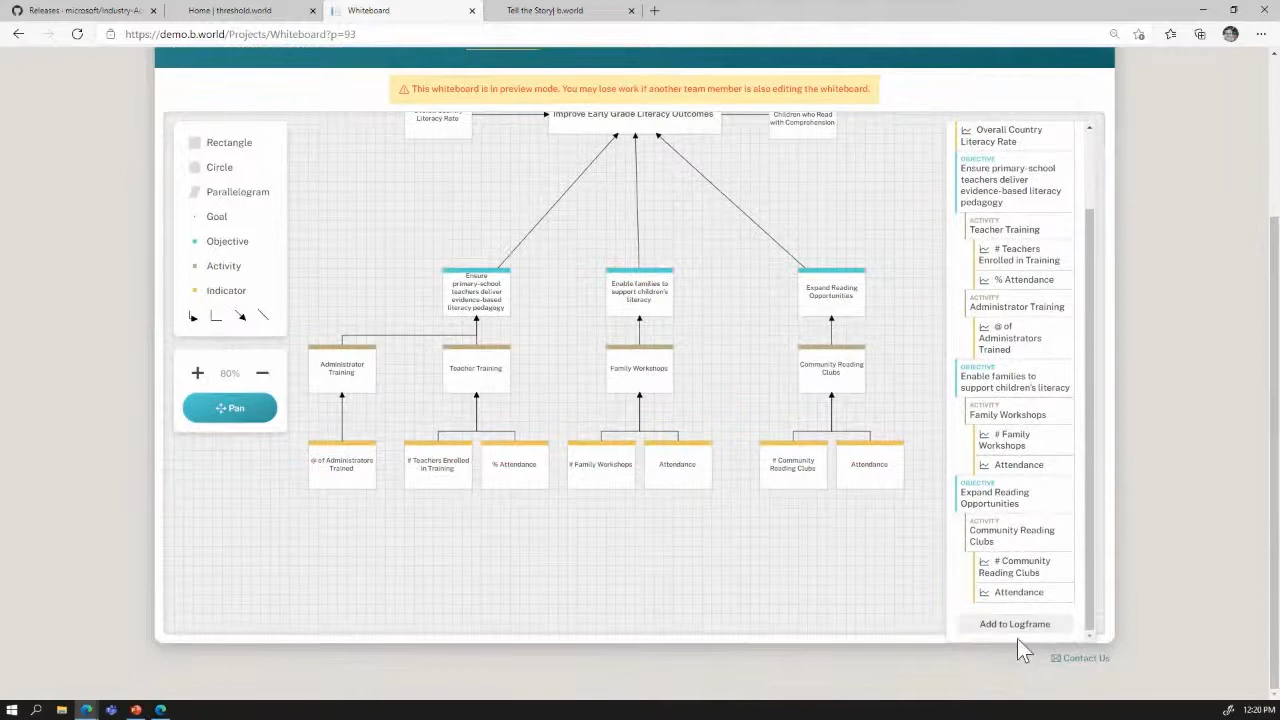 Releases - microsoft/Industry-Ac
Home | threshold.world
Whiteboard
Tell the Story| b.world
https://demo.b.world/Projects/Whiteboard?p=93
This whiteboard is in preview mode. You may lose work if another team member is also editing the whiteboard.
Rectangle
Circle
Parallelogram
Goal
Objective
Activity
Indicator
80%
Pan
Literacy Rate
Improve Early Grade Literacy Outcomes
Children who Read
with Comprehension
Ensure
primary-school
teachers deliver
evidence-based
literacy pedagogy
Enable families to
support children's
literacy
Expand Reading
Opportunities
Administrator
Training
Teacher Training
Family Workshops
Community Reading
Clubs
@ of Administrators
Trained
# Teachers Enrolled
in Training
% Attendance
# Family Workshops
Attendance
# Community
Reading Clubs
Attendance
Overall Country
Literacy Rate
OBJECTIVE
Ensure primary-school
teachers deliver
evidence-based literacy
pedagogy
ACTIVITY
Teacher Training
# Teachers
Enrolled in Training
% Attendance
ACTIVITY
Administrator Training
@ of
Administrators
Trained
OBJECTIVE
Enable families to
support children's literacy
ACTIVITY
Family Workshops
# Family
Workshops
Attendance
OBJECTIVE
Expand Reading
Opportunities
ACTIVITY
Community Reading
Clubs
# Community
Reading Clubs
Attendance
Add to Logframe
Contact Us
12:20 PM